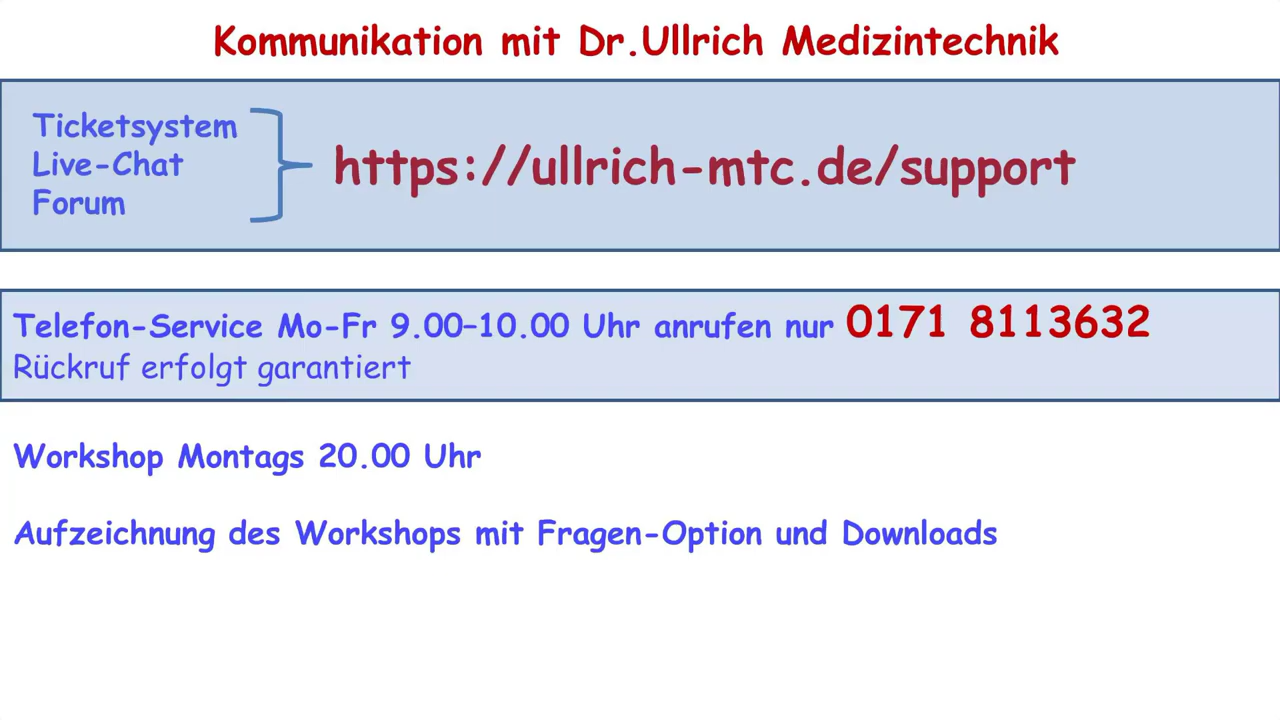 Kommunikation mit Dr.Ullrich Medizintechnik
Ticketsystem
Live-Chat
Forum
https://ullrich-mtc.de/support
Telefon-Service Mo-Fr 9.00–10.00 Uhr anrufen nur 0171 8113632
Rückruf erfolgt garantiert
Workshop Montags 20.00 Uhr
Aufzeichnung des Workshops mit Fragen-Option und Downloads